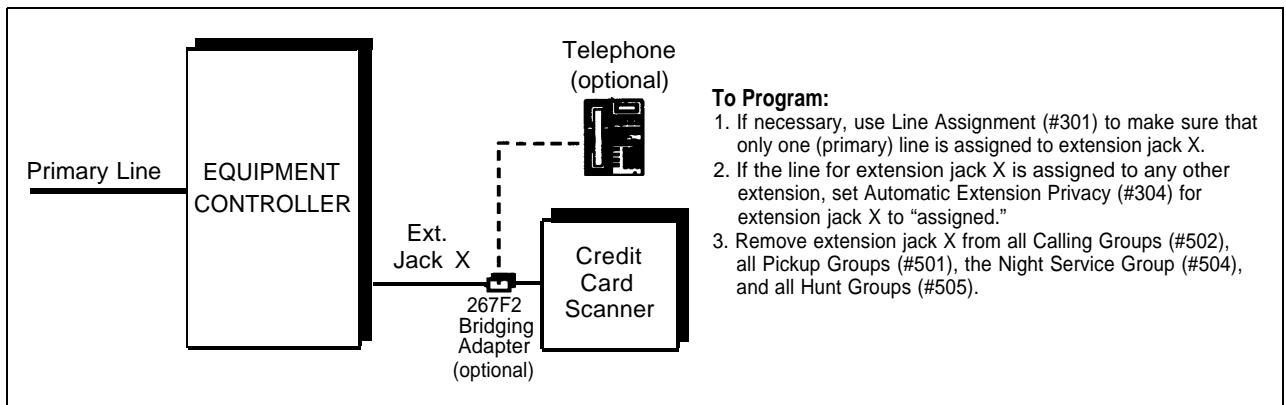 Primary Line
EQUIPMENT
CONTROLLER
Ext.
Jack X
Telephone
(optional)
267F2
Bridging
Adapter
(optional)
Credit
Card
Scanner
To Program:
1. If necessary, use Line Assignment (#301) to make sure that
only one (primary) line is assigned to extension jack X.
2. If the line for extension jack X is assigned to any other
extension, set Automatic Extension Privacy (#304) for
extension jack X to “assigned.”
3. Remove extension jack X from all Calling Groups (#502),
all Pickup Groups (#501), the Night Service Group (#504),
and all Hunt Groups (#505).